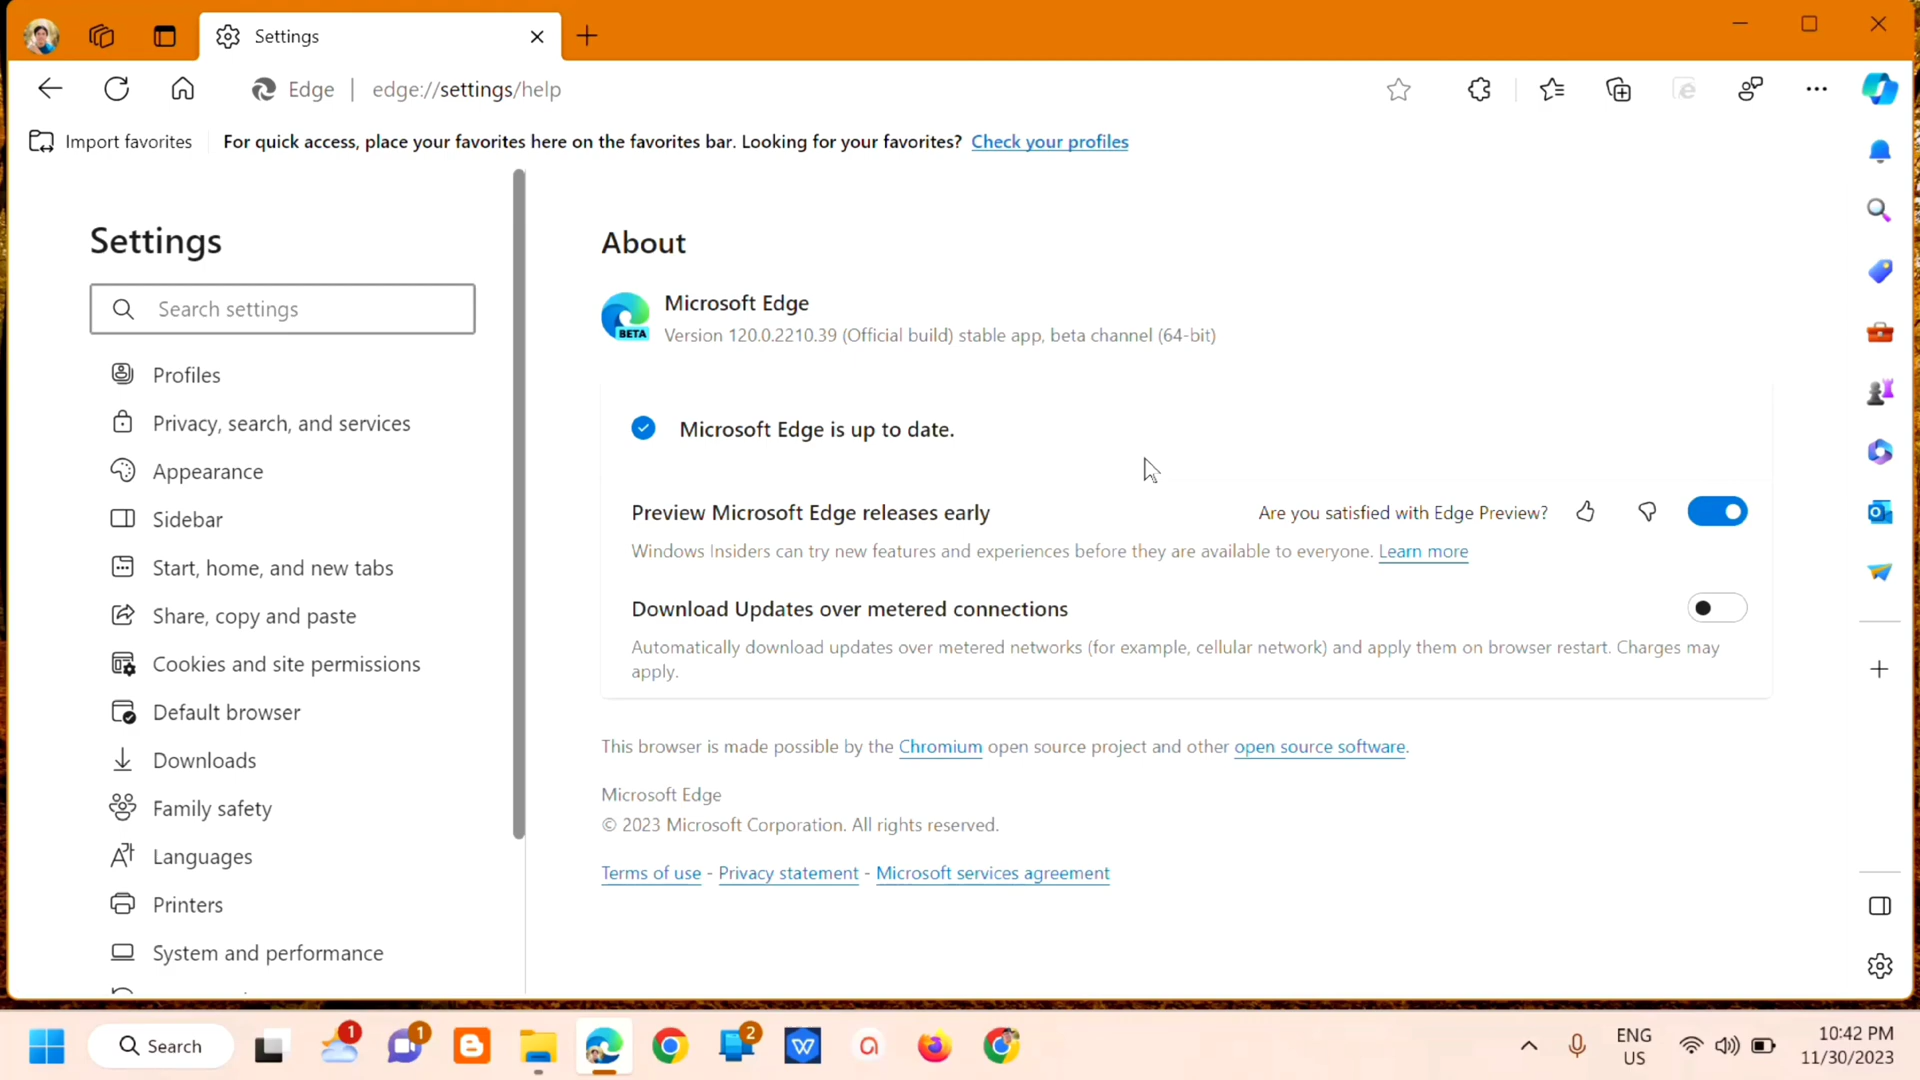 Settings
Edge
edge://settings/help
Import favorites
For quick access, place your favorites here on the favorites bar. Looking for your favorites? Check your profiles
Settings
Search settings
Profiles
Privacy, search, and services
Appearance
Sidebar
Start, home, and new tabs
Share, copy and paste
Cookies and site permissions
Default browser
Downloads
Family safety
Languages
Printers
System and performance
About
BETA
Microsoft Edge
Version 120.0.2210.39 (Official build) stable app, beta channel (64-bit)
Microsoft Edge is up to date.
Preview Microsoft Edge releases early
Are you satisfied with Edge Preview?
Windows Insiders can try new features and experiences before they are available to everyone. Learn more
Download Updates over metered connections
Automatically download updates over metered networks (for example, cellular network) and apply them on browser restart. Charges may
apply.
This browser is made possible by the Chromium open source project and other open source software.
Microsoft Edge
© 2023 Microsoft Corporation. All rights reserved.
Terms of use - Privacy statement - Microsoft services agreement
Search
1
1
2
ENG
US
10:42 PM
11/30/2023